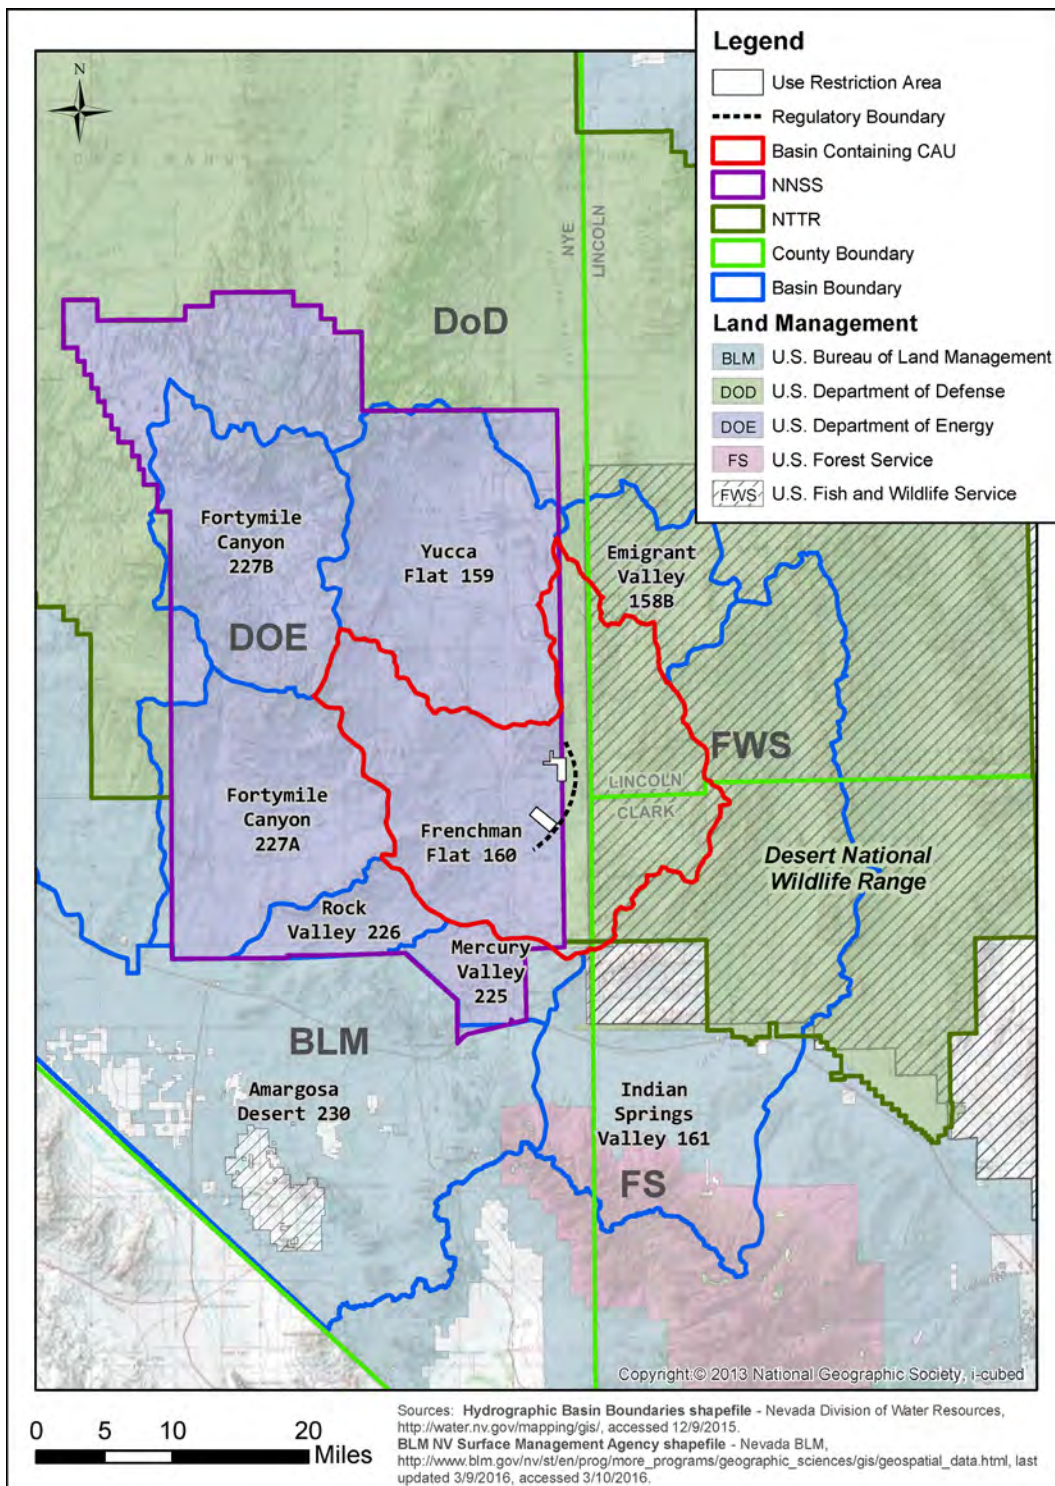 Legend
Use Restriction Area
Regulatory Boundary
Basin Containing CAU
NNSS
NTTR
County Boundary
Basin Boundary
Land Management
BLM U.S. Bureau of Land Management
DOD U.S. Department of Defense
DOE U.S. Department of Energy
FS U.S. Forest Service
FWS U.S. Fish and Wildlife Service
N
NYE
LINCOLN
DoD
Fortymile
Canyon
227B
Yucca
Flat 159
Emigrant
Valley
158B
DOE
FWS
LINCOLN
CLARK
Fortymile
Canyon
227A
Frenchman
Flat 160
Desert National
Wildlife Range
Rock
Valley 226
Mercury
Valley
225
BLM
Amargosa
Desert 230
Indian
Springs
Valley 161
FS
Copyright:© 2013 National Geographic Society, i-cubed
0 5 10 20
Miles
Sources: Hydrographic Basin Boundaries shapefile - Nevada Division of Water Resources,
http://water.nv.gov/mapping/gis/, accessed 12/9/2015.
BLM NV Surface Management Agency shapefile - Nevada BLM,
http://www.blm.gov/nv/st/en/prog/more_programs/geographic_sciences/gis/geospatial_data.html, last
updated 3/9/2016, accessed 3/10/2016.